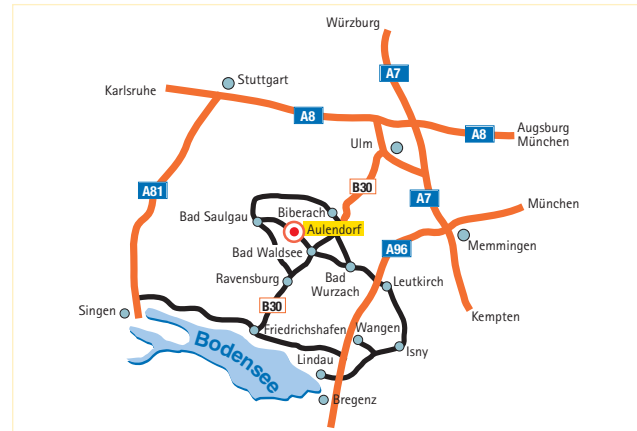 Würzburg
A7
Stuttgart
Karlsruhe
A8
Augsburg
München
A8
Ulm
B30
A81
München
A7
Biberach
Bad Saulgau
Aulendorf
Memmingen
Bad Waldsee
A96
Ravensburg
Bad
Wurzach
Leutkirch
Singen
B30
Kempten
Friedrichshafen
Wangen
Isny
Bodensee
Lindau
Bregenz